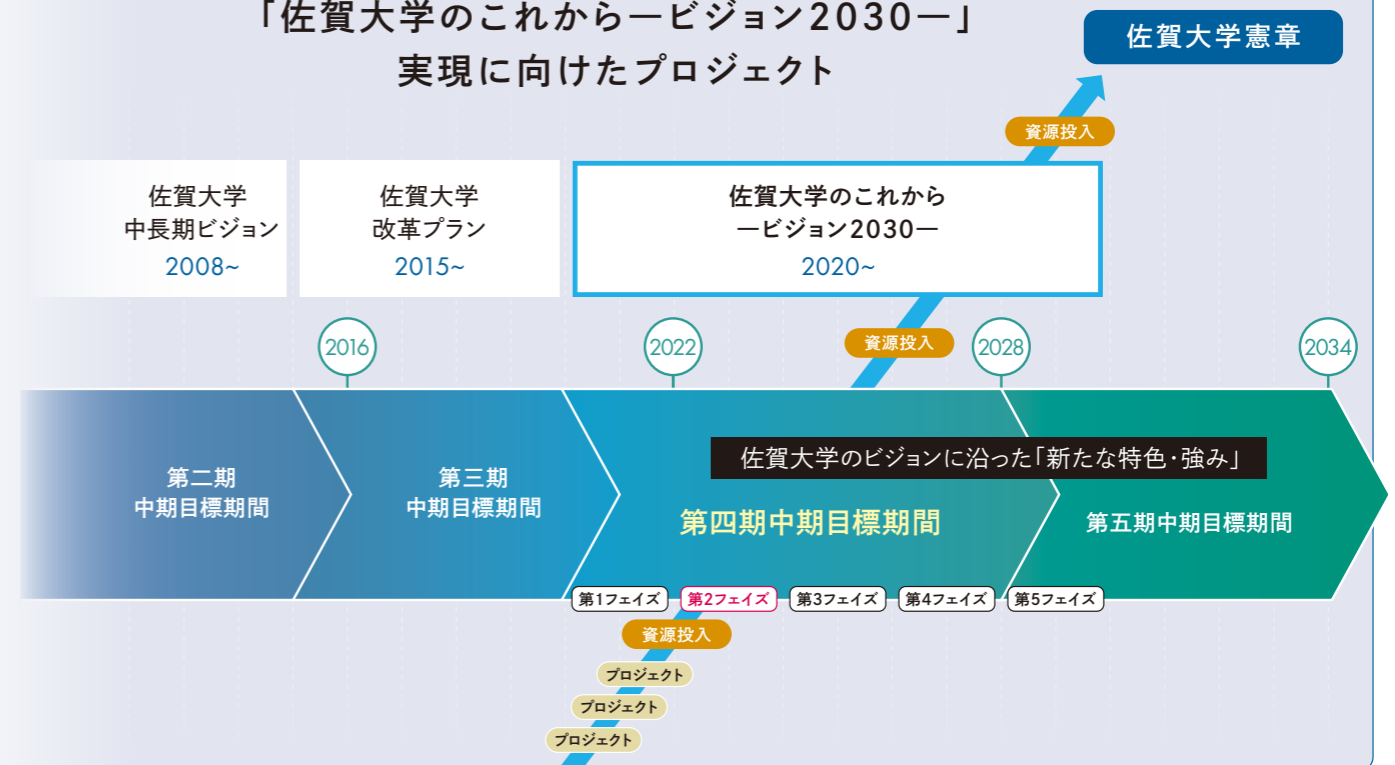 「佐賀大学のこれから―ビジョン2030―」
実現に向けたプロジェクト
佐賀大学憲章
資源投入
佐賀大学
中長期ビジョン
2008~
佐賀大学
改革プラン
2015~
佐賀大学のこれから
―ビジョン2030―
2020~
2016
2022
資源投入
2028
2034
佐賀大学のビジョンに沿った「新たな特色・強み」
第二期
中期目標期間
第三期
中期目標期間
第四期中期目標期間
第五期中期目標期間
第1フェイズ
第2フェイズ
第3フェイズ
第4フェイズ
第5フェイズ
資源投入
プロジェクト
プロジェクト
プロジェクト